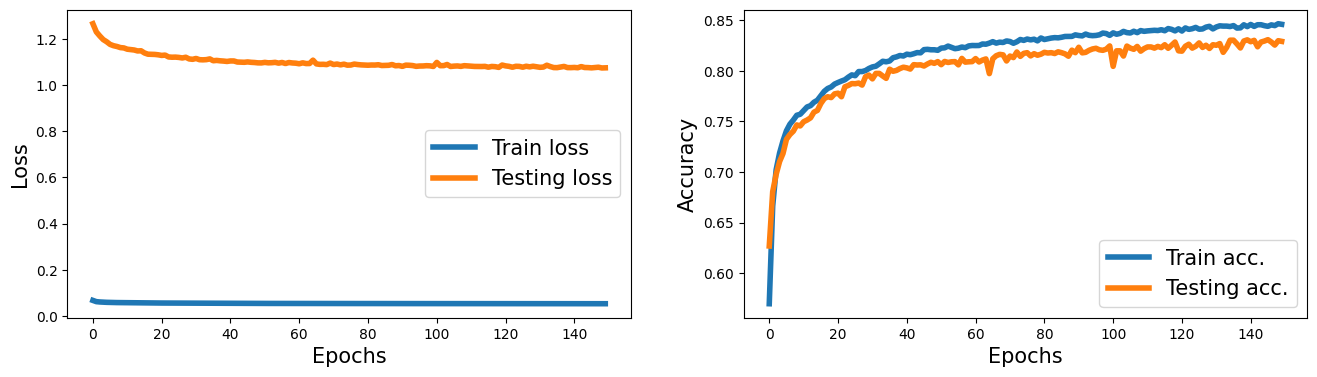 Loss
1.2
1.0
0.8
0.6
0.4
0.2
0.0
Train loss
Testing loss
0 20 40 60 80 100 120 140
Epochs
Accuracy
0.85
0.80
0.75
0.70
0.65
0.60
Train acc.
Testing acc.
0 20 40 60 80 100 120 140
Epochs